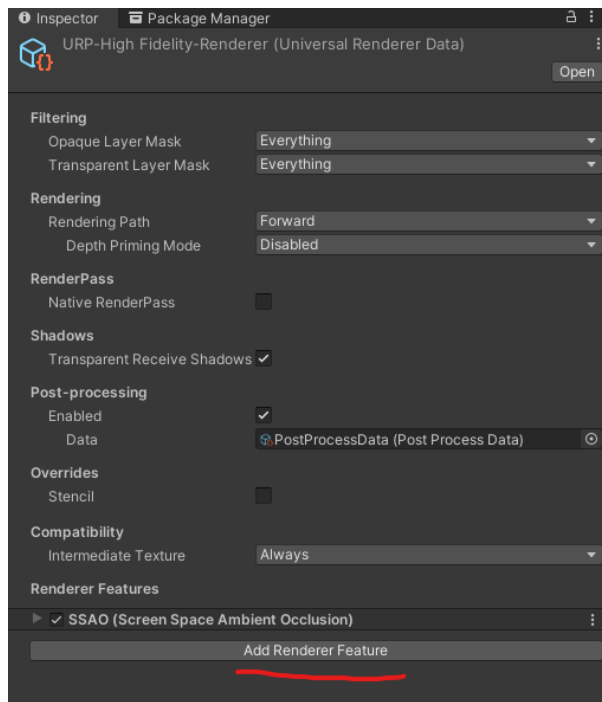 Inspector Package Manager
URP-High Fidelity-Renderer (Universal Renderer Data)
Open
Filtering
Opaque Layer Mask Everything
Transparent Layer Mask Everything
Rendering
Rendering Path Forward
Depth Priming Mode Disabled
RenderPass
Native RenderPass
Shadows
Transparent Receive Shadows
Post-processing
Enabled
Data PostProcessData (Post Process Data)
Overrides
Stencil
Compatibility
Intermediate Texture Always
Renderer Features
SSAO (Screen Space Ambient Occlusion)
Add Renderer Feature